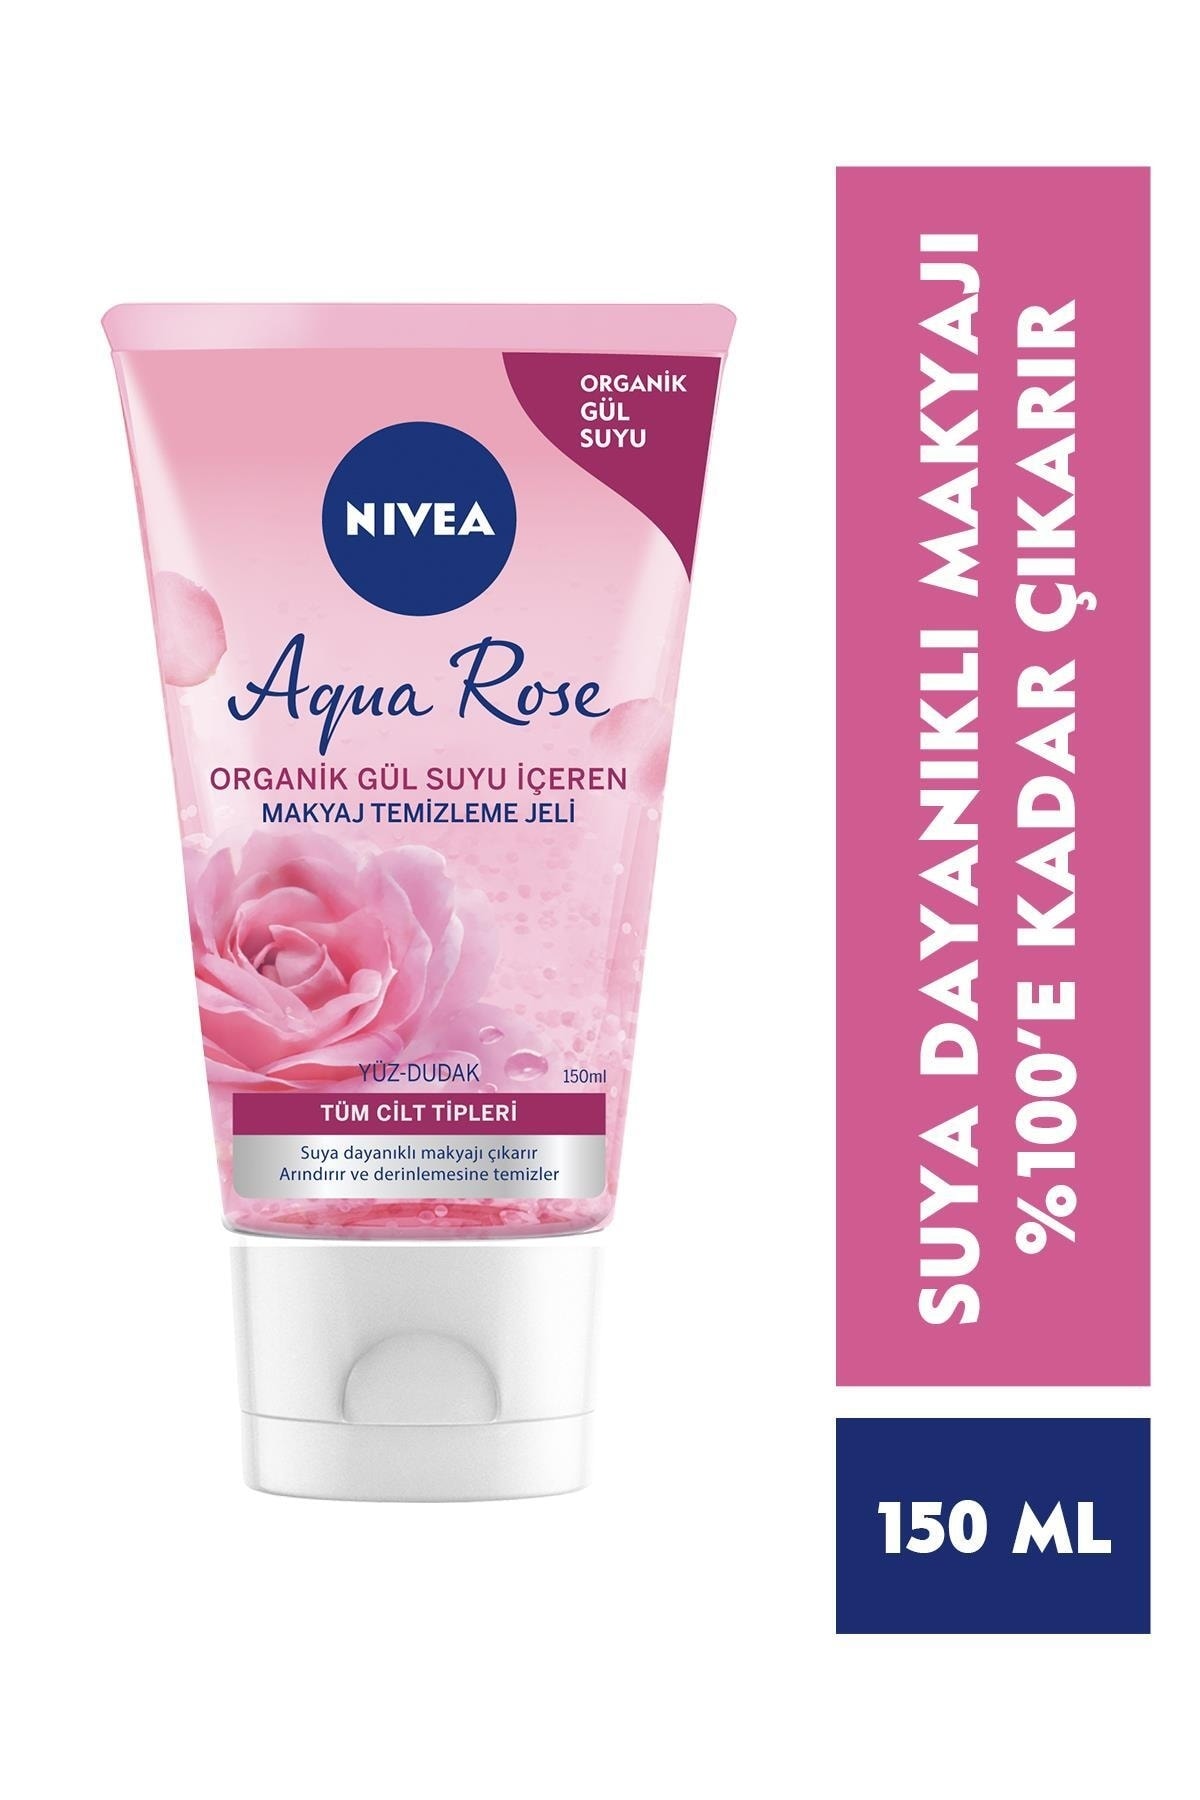 ORGANİK
GÜL
SUYU
NIVEA
Aqua Rose
ORGANİK GÜL SUYU İÇEREN
MAKYAJ TEMİZLEME JELİ
YÜZ-DUDAK
150ml
TÜM CİLT TİPLERİ
Suya dayanıklı makyajı çıkarır
Arındırır ve derinlemesine temizler
SUYA DAYANIKLI MAKYAJI
%100'E KADAR ÇIKARIR
150 ML